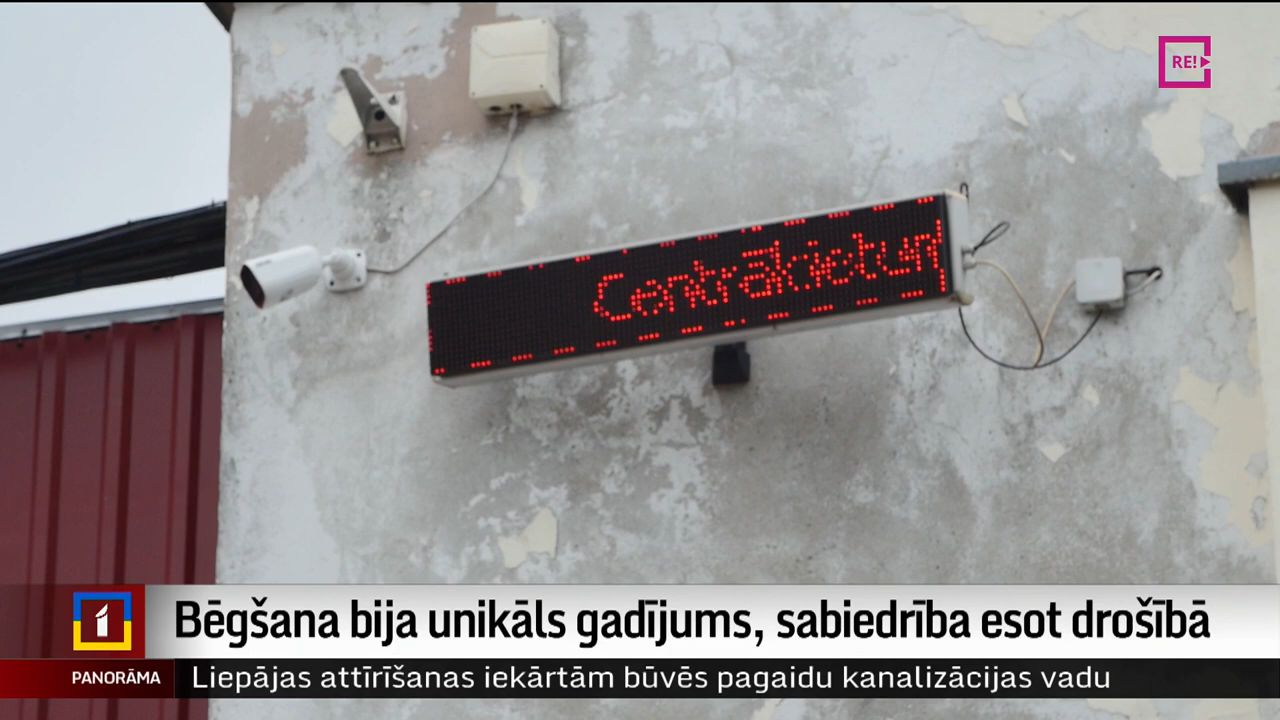 RE!
Centrālcietum
1
Bēgšana bija unikāls gadījums, sabiedrība esot drošībā
PANORĀMA
Liepājas attīrīšanas iekārtām būvēs pagaidu kanalizācijas vadu